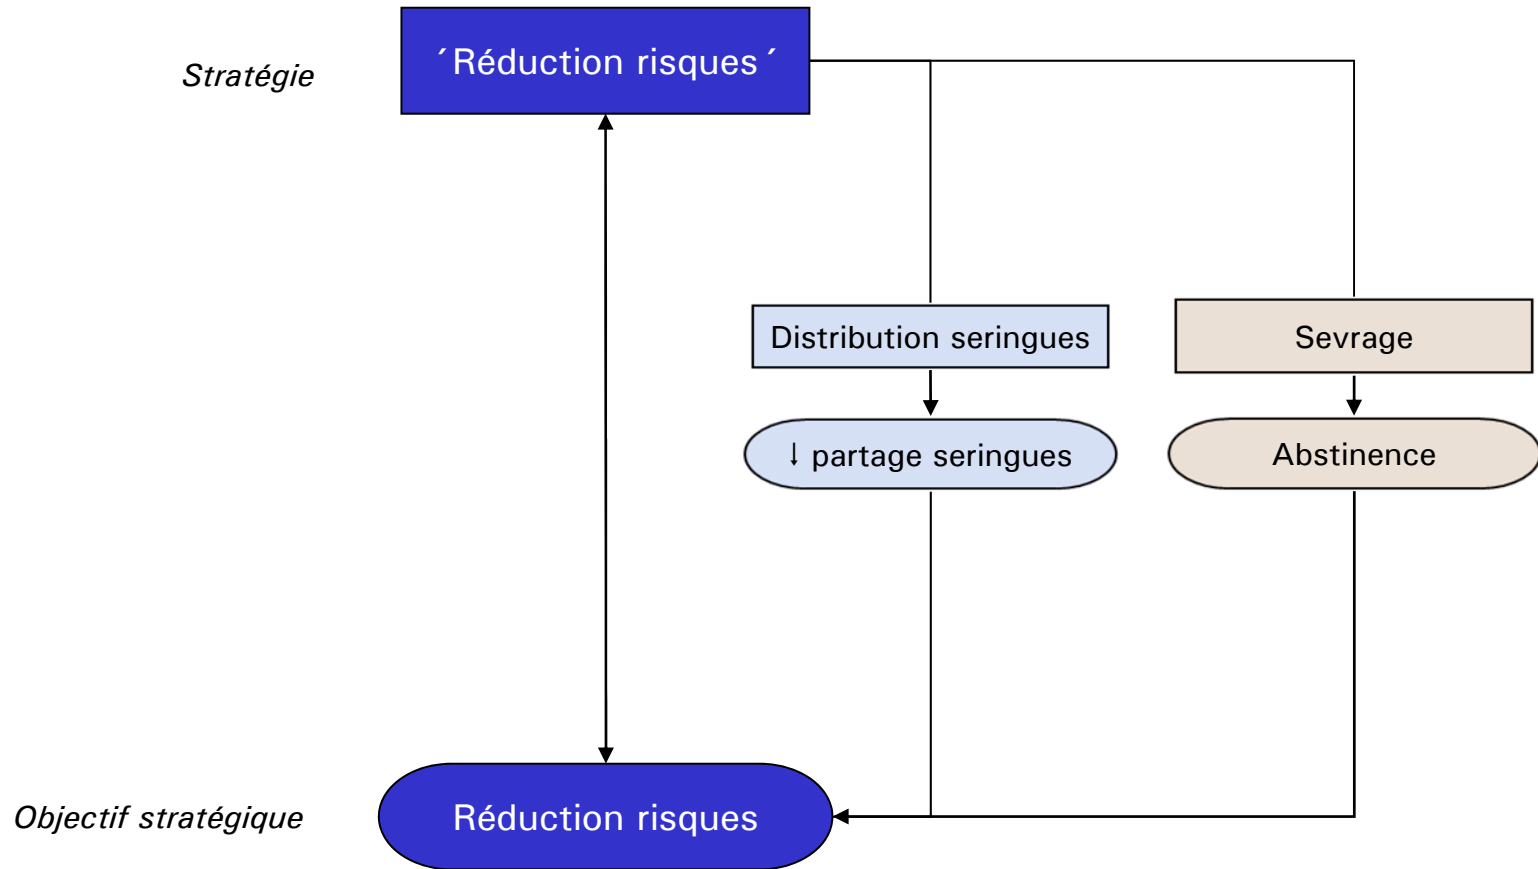 Stratégie
´Réduction risques´
Distribution seringues
Sevrage
↓ partage seringues
Abstinence
Objectif stratégique
Réduction risques